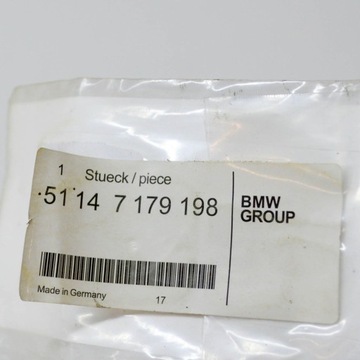 1 Stueck / piece
51 14 7 179 198
BMW
GROUP
Made in Germany 17